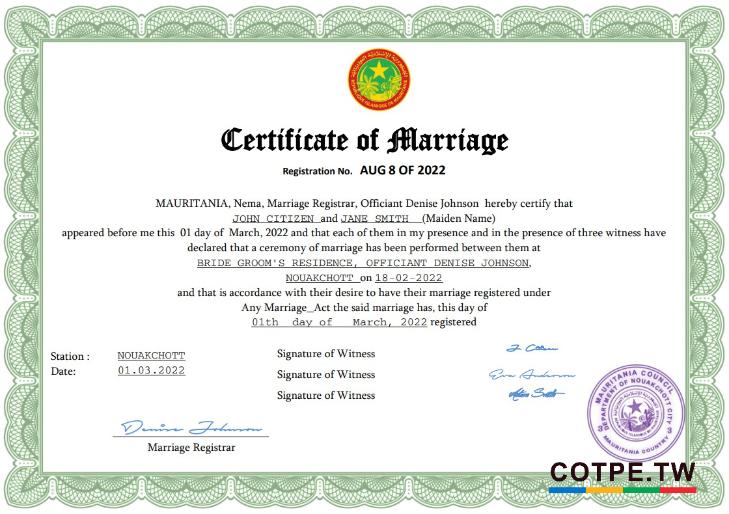 Certificate of Marriage
Registration No. AUG 8 OF 2022
MAURITANIA, Nema, Marriage Registrar, Officiant Denise Johnson hereby certify that
JOHN CITIZEN and JANE SMITH (Maiden Name)
appeared before me this 01 day of March, 2022 and that each of them in my presence and in the presence of three witness have
declared that a ceremony of marriage has been performed between them at
BRIDE GROOM'S RESIDENCE, OFFICIANT DENISE JOHNSON,
NOUAKCHOTT on 18-02-2022
and that is accordance with their desire to have their marriage registered under
Any Marriage_Act the said marriage has, this day of
01th day of March, 2022 registered
Station : NOUAKCHOTT
Date: 01.03.2022
Signature of Witness
Signature of Witness
Eva Anderson
Signature of Witness
Denise Johnson
Marriage Registrar
MAURITANIA COUNCIL
DEPARTMENT OF NOUAKCHOTT CITY
MAURITANIA COUNTRY
COTPE.TW